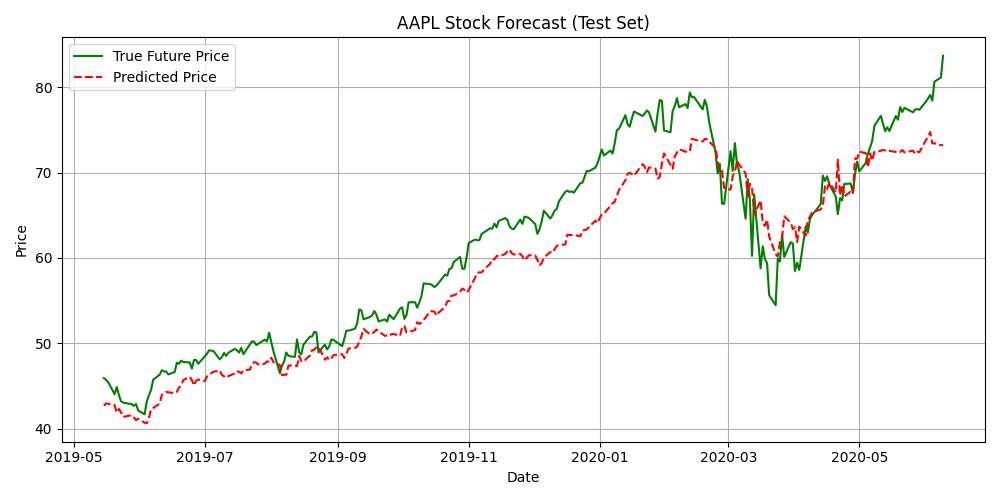 AAPL Stock Forecast (Test Set)
True Future Price
Predicted Price
80
70
60
50
40
Price
2019-05 2019-07 2019-09 2019-11 2020-01 2020-03 2020-05
Date